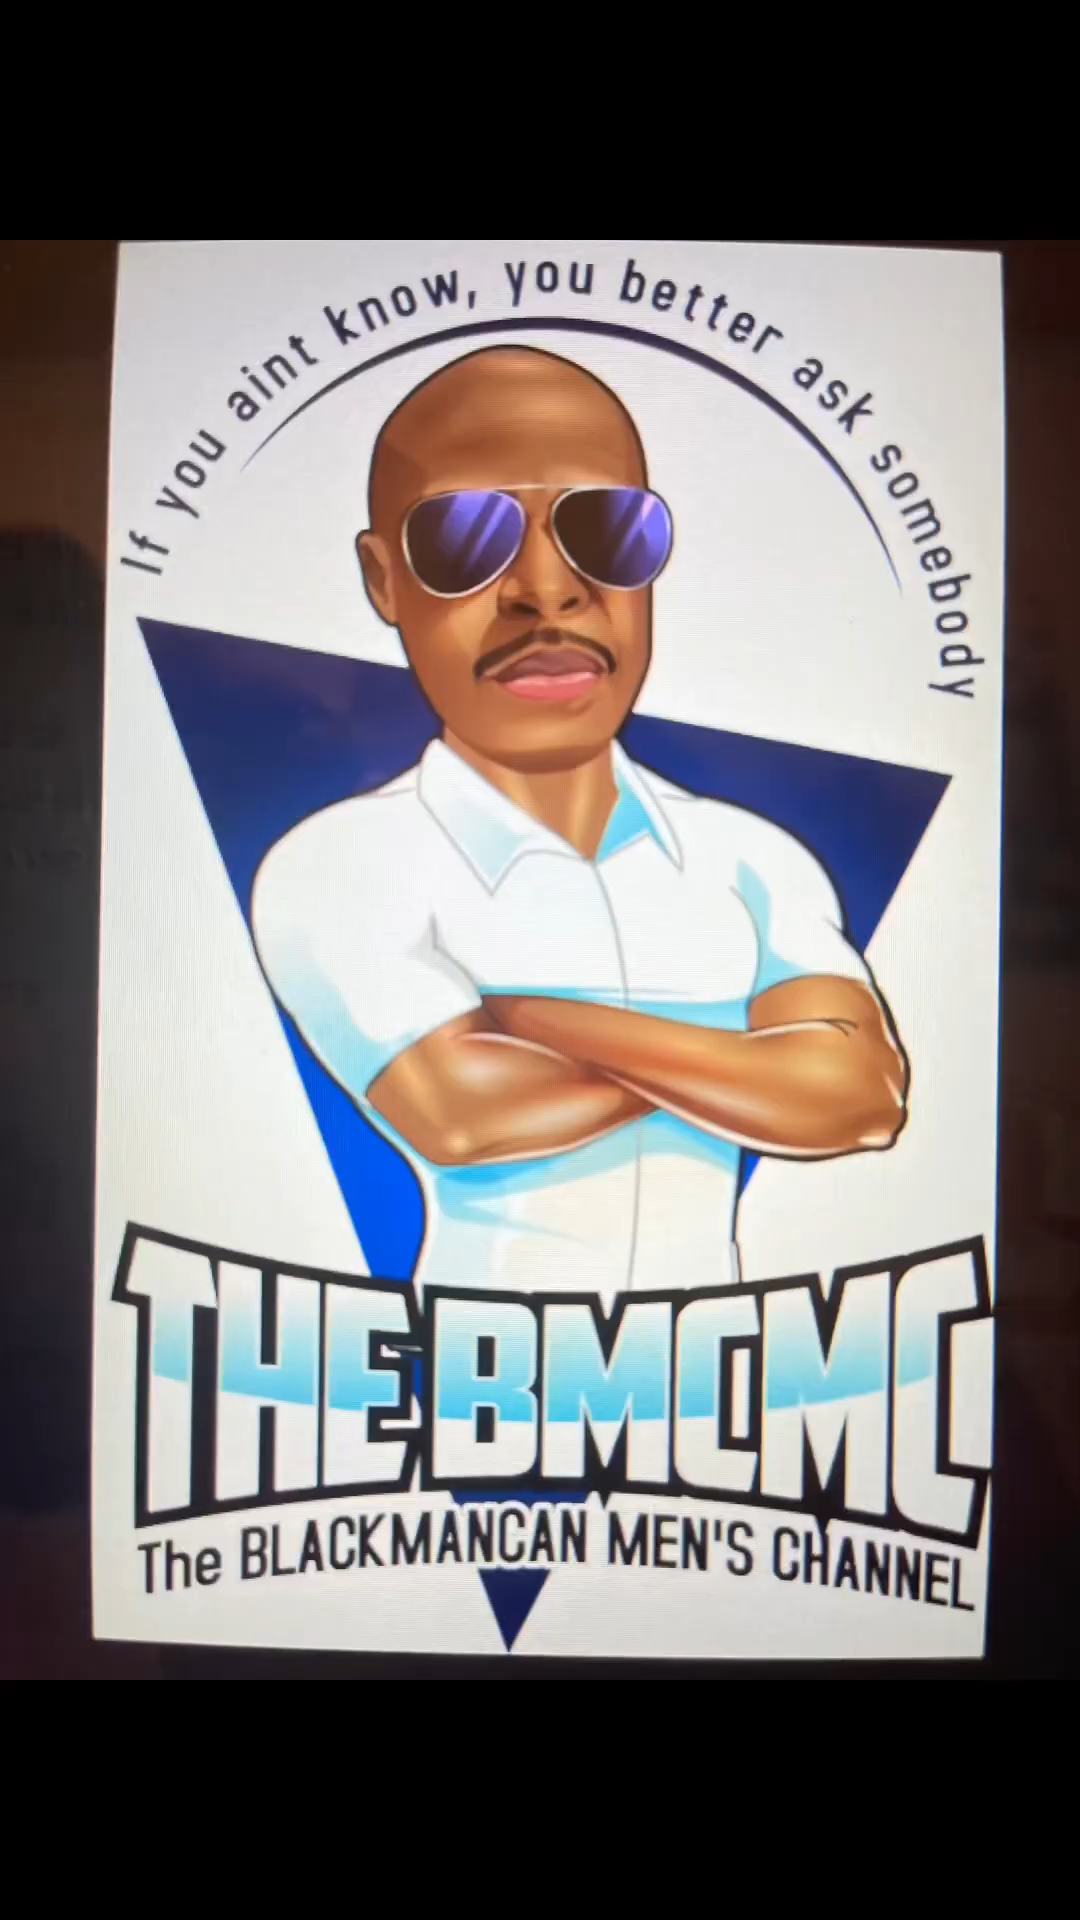 If you aint know, you better ask somebody
THE BMCMC
The BLACKMANCAN MEN'S CHANNEL